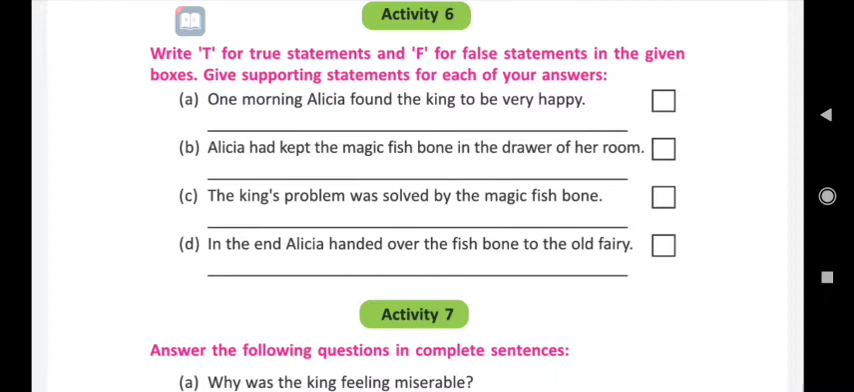 Activity 6
Write 'T' for true statements and 'F' for false statements in the given
boxes. Give supporting statements for each of your answers:
(a) One morning Alicia found the king to be very happy.
(b) Alicia had kept the magic fish bone in the drawer of her room.
(c) The king's problem was solved by the magic fish bone.
(d) In the end Alicia handed over the fish bone to the old fairy.
Activity 7
Answer the following questions in complete sentences:
(a) Why was the king feeling miserable?